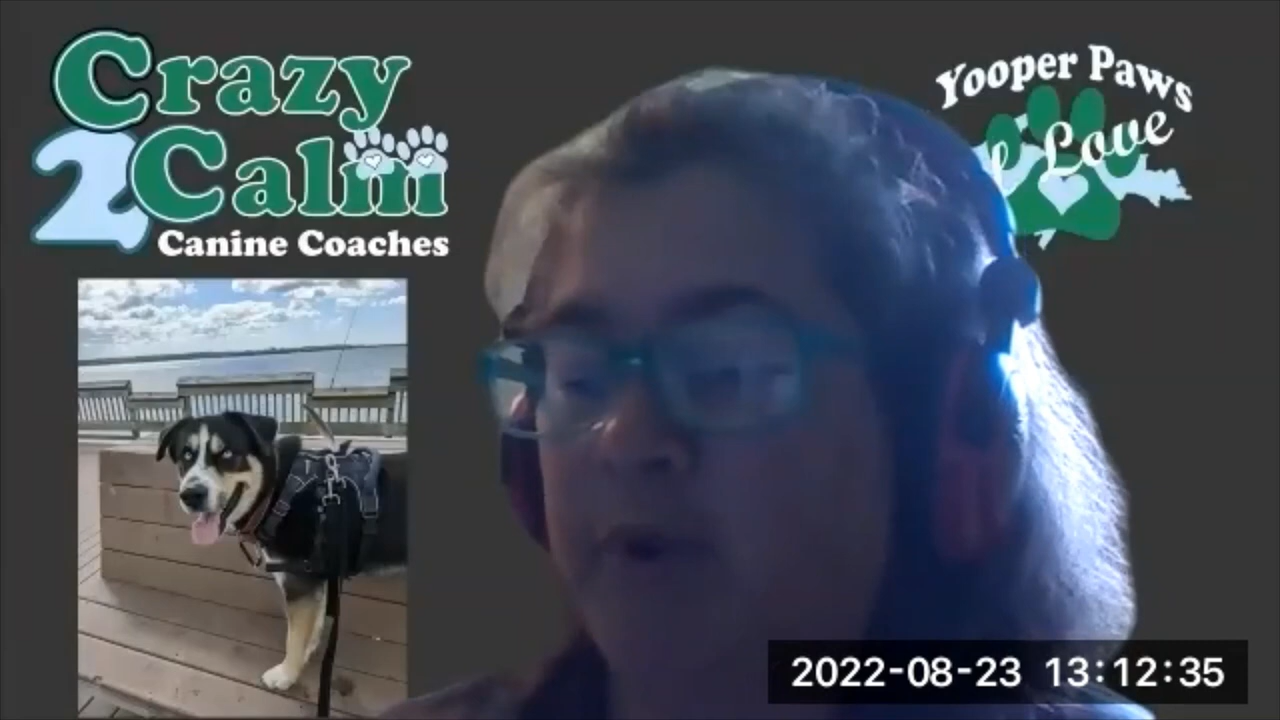 Crazy
2 Calm
Canine Coaches
Yooper Paws
Love
2022-08-23 13:12:35